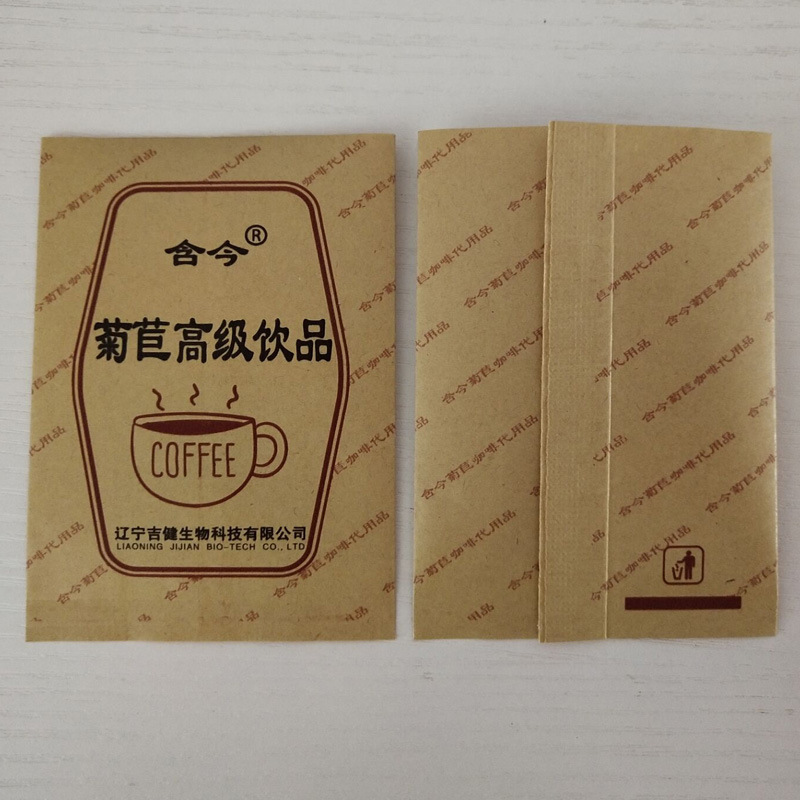 含今®
菊苣高级饮品
COFFEE
辽宁吉健生物科技有限公司
LIAONING JIJIAN BIO-TECH CO., LTD
含今菊苣咖啡代用品